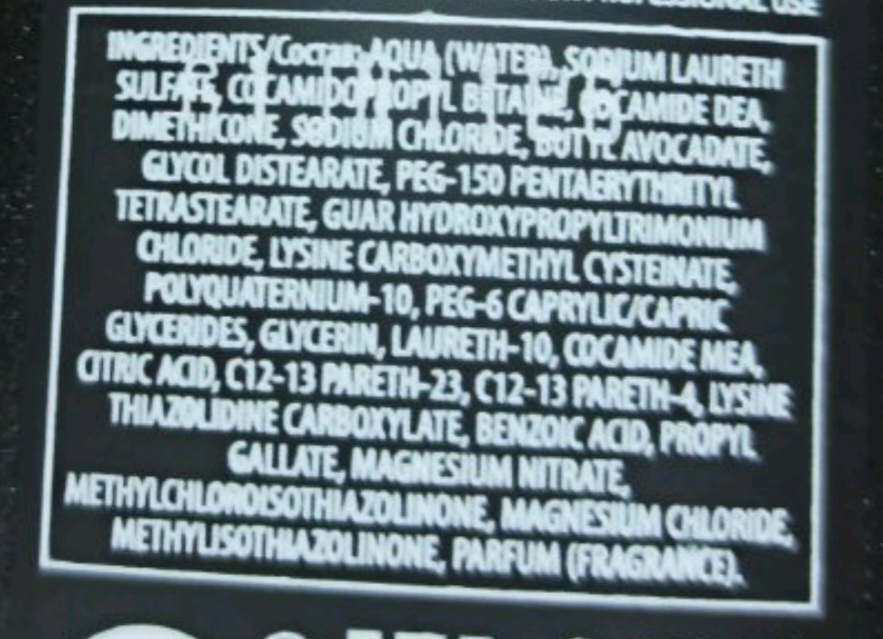 PROFESSIONAL USE
INGREDIENTS/Состав: AQUA (WATER), SODIUM LAURETH
SULFATE, COCAMIDOPROPYL BETAINE, COCAMIDE DEA,
DIMETHICONE, SODIUM CHLORIDE, BUTYL AVOCADATE,
GLYCOL DISTEARATE, PEG-150 PENTAERYTHRITYL
TETRASTEARATE, GUAR HYDROXYPROPYLTRIMONIUM
CHLORIDE, LYSINE CARBOXYMETHYL CYSTEINATE,
POLYQUATERNIUM-10, PEG-6 CAPRYLIC/CAPRIC
GLYCERIDES, GLYCERIN, LAURETH-10, COCAMIDE MEA,
CITRIC ACID, C12-13 PARETH-23, C12-13 PARETH-4, LYSINE
THIAZOLIDINE CARBOXYLATE, BENZOIC ACID, PROPYL
GALLATE, MAGNESIUM NITRATE,
METHYLCHLOROISOTHIAZOLINONE, MAGNESIUM CHLORIDE,
METHYLISOTHIAZOLINONE, PARFUM (FRAGRANCE).